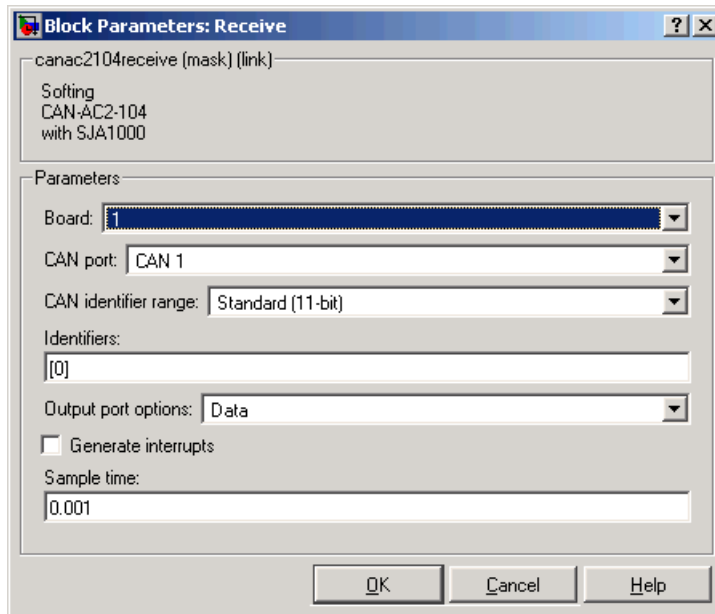 Block Parameters: Receive
canac2104receive (mask) (link)
Softing
CAN-AC2-104
with SJA1000
Parameters
Board: 1
CAN port: CAN 1
CAN identifier range: Standard (11-bit)
Identifiers:
[0]
Output port options: Data
Generate interrupts
Sample time:
0.001
OK Cancel Help